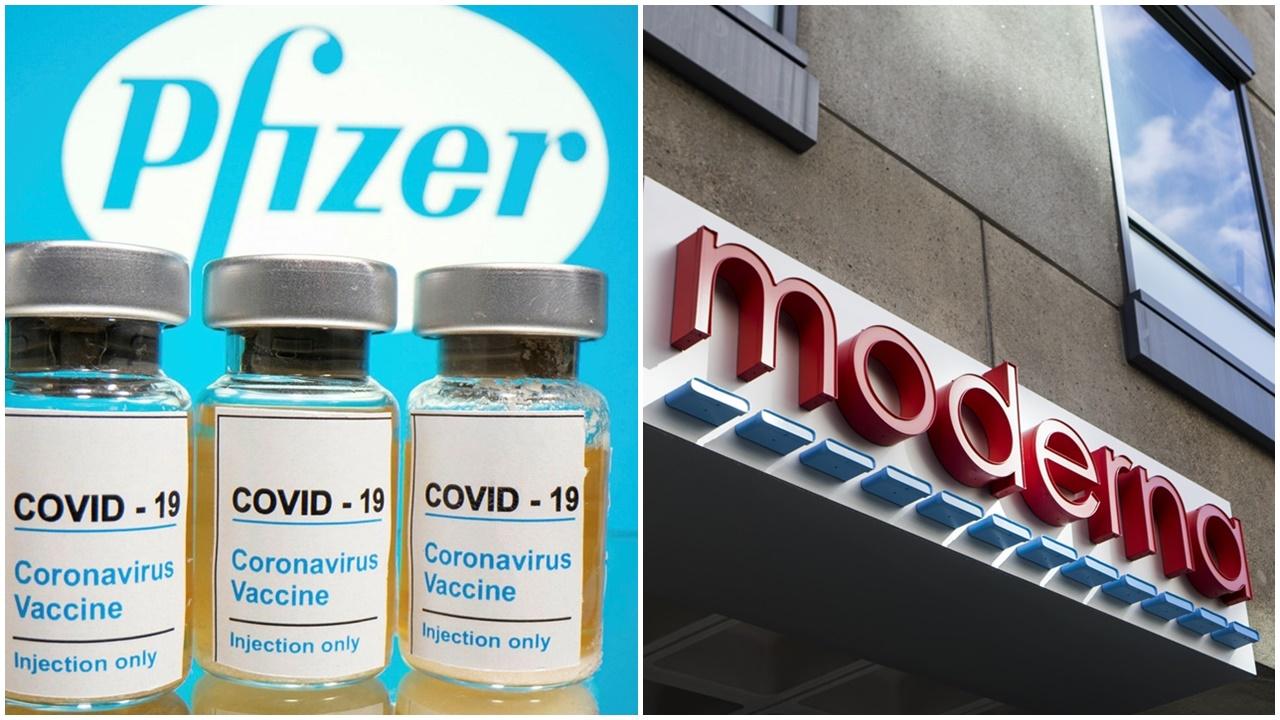 Pfizer
COVID - 19
Coronavirus
Vaccine
Injection only
COVID - 19
Coronavirus
Vaccine
Injection only
COVID - 19
Coronavirus
Vaccine
Injection only
moderna